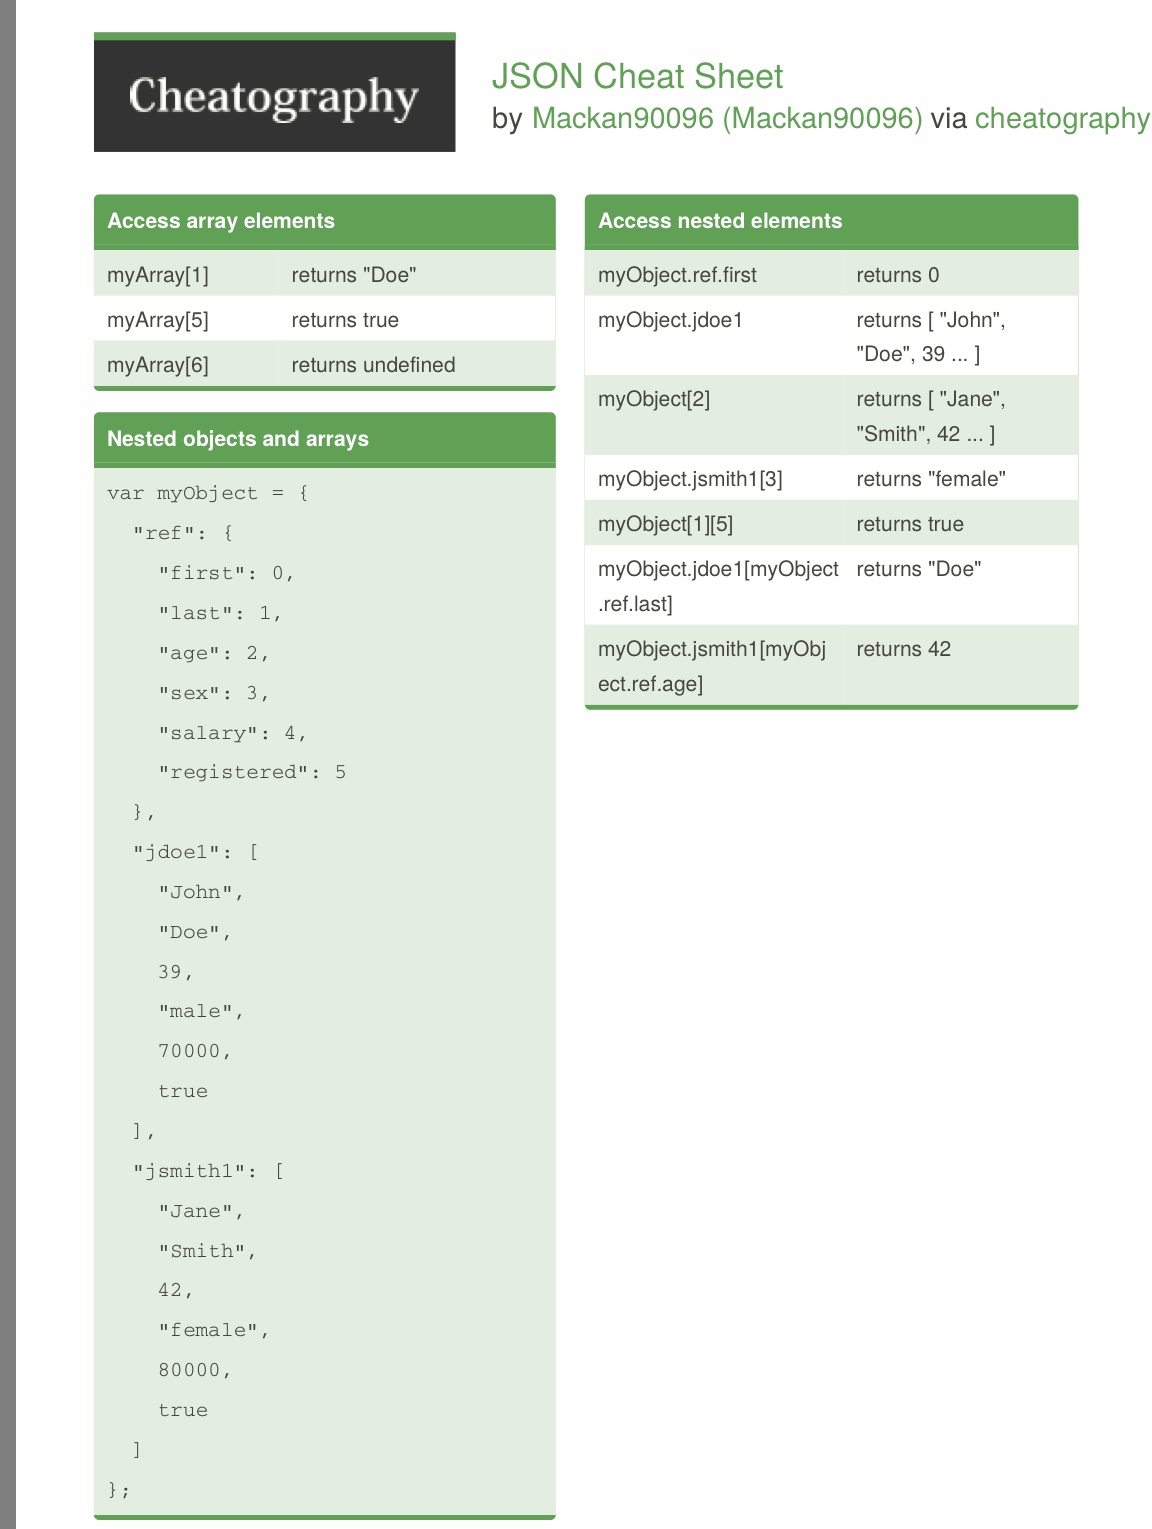 Cheatography
JSON Cheat Sheet
by Mackan90096 (Mackan90096) via cheatography
Access array elements
myArray[1] returns "Doe"
myArray[5] returns true
myArray[6] returns undefined
Nested objects and arrays
var myObject = {
  "ref": {
    "first": 0,
    "last": 1,
    "age": 2,
    "sex": 3,
    "salary": 4,
    "registered": 5
  },
  "jdoe1": [
    "John",
    "Doe",
    39,
    "male",
    70000,
    true
  ],
  "jsmith1": [
    "Jane",
    "Smith",
    42,
    "female",
    80000,
    true
  ]
};
Access nested elements
myObject.ref.first returns 0
myObject.jdoe1 returns [ "John",
"Doe", 39 ... ]
myObject[2] returns [ "Jane",
"Smith", 42 ... ]
myObject.jsmith1[3] returns "female"
myObject[1][5] returns true
myObject.jdoe1[myObject returns "Doe"
.ref.last]
myObject.jsmith1[myObj returns 42
ect.ref.age]